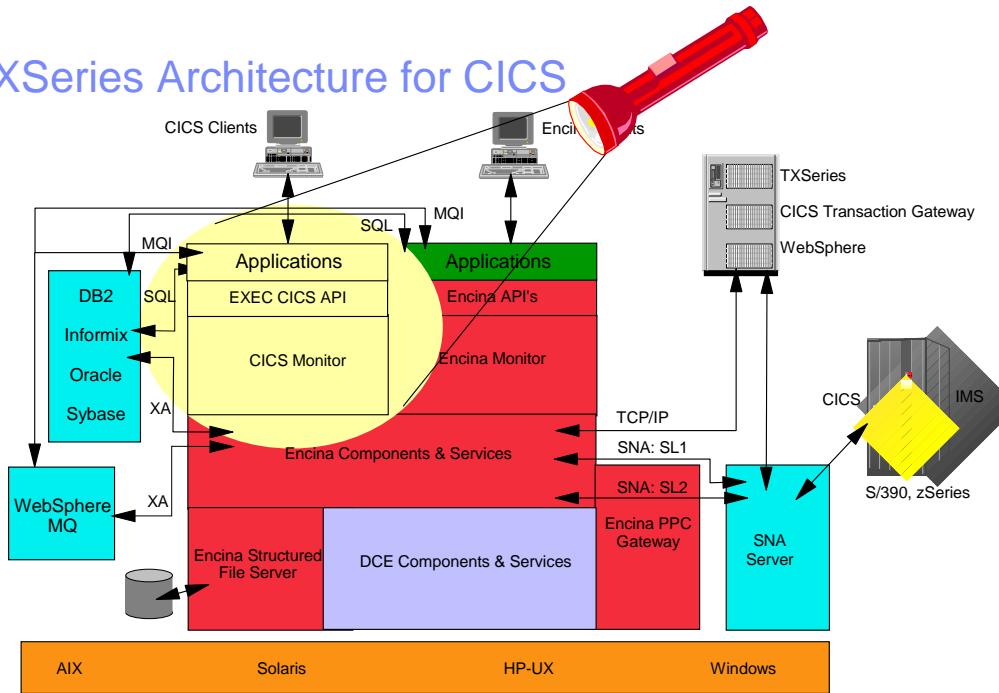 XSeries Architecture for CICS
CICS Clients
TXSeries
CICS Transaction Gateway
WebSphere
MQI
SQL
MQI
Applications
Applications
DB2
Informix
Oracle
Sybase
SQL
EXEC CICS API
Encina API's
CICS Monitor
Encina Monitor
XA
CICS
IMS
S/390, zSeries
TCP/IP
SNA: SL1
SNA: SL2
Encina Components & Services
WebSphere
MQ
XA
Encina PPC
Gateway
SNA
Server
Encina Structured
File Server
DCE Components & Services
AIX
Solaris
HP-UX
Windows